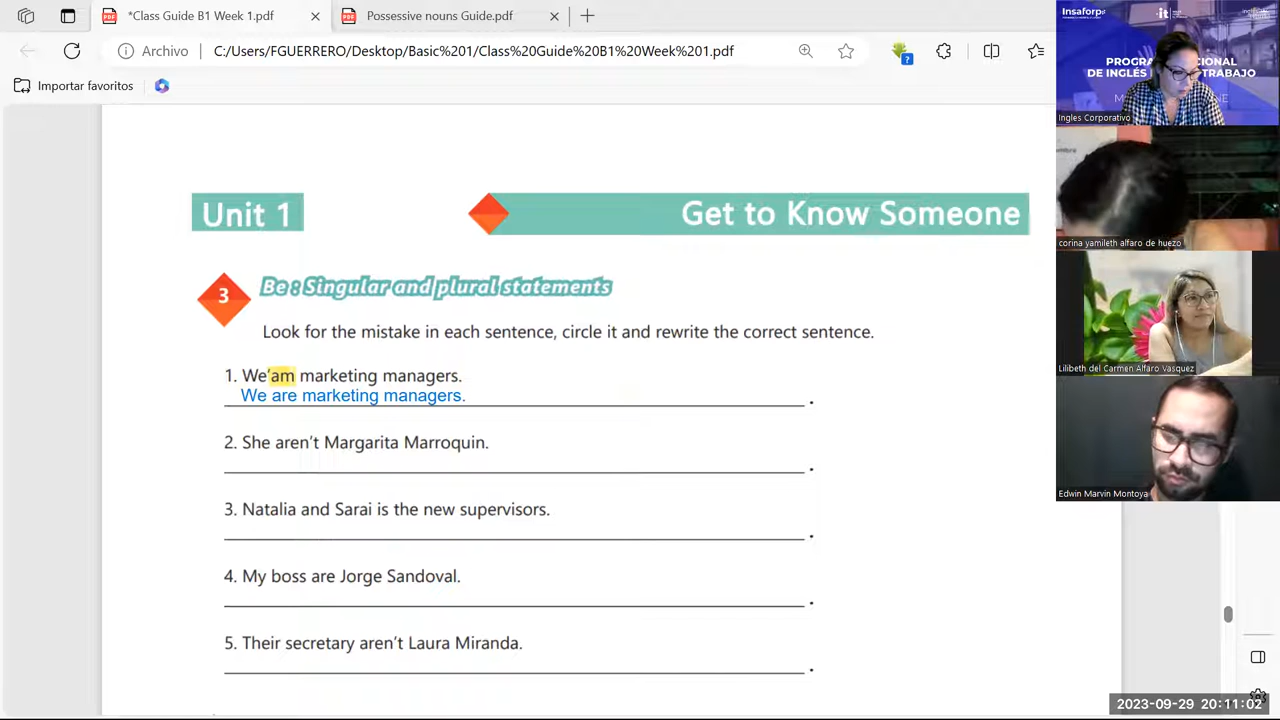 *Class Guide B1 Week 1.pdf
Possessive nouns Guide.pdf
Archivo
C:/Users/FGUERRERO/Desktop/Basic%201/Class%20Guide%20B1%20Week%201.pdf
Importar favoritos
Unit 1
Get to Know Someone
3
Be : Singular and plural statements
Look for the mistake in each sentence, circle it and rewrite the correct sentence.
1. We'am marketing managers.
We are marketing managers.
2. She aren't Margarita Marroquin.
3. Natalia and Sarai is the new supervisors.
4. My boss are Jorge Sandoval.
5. Their secretary aren't Laura Miranda.
Insaforp
Ingles Corporativo
corina yamileth alfaro de huezo
Lilibeth del Carmen Alfaro Vasquez
Edwin Marvin Montoya
2023-09-29 20:11:02